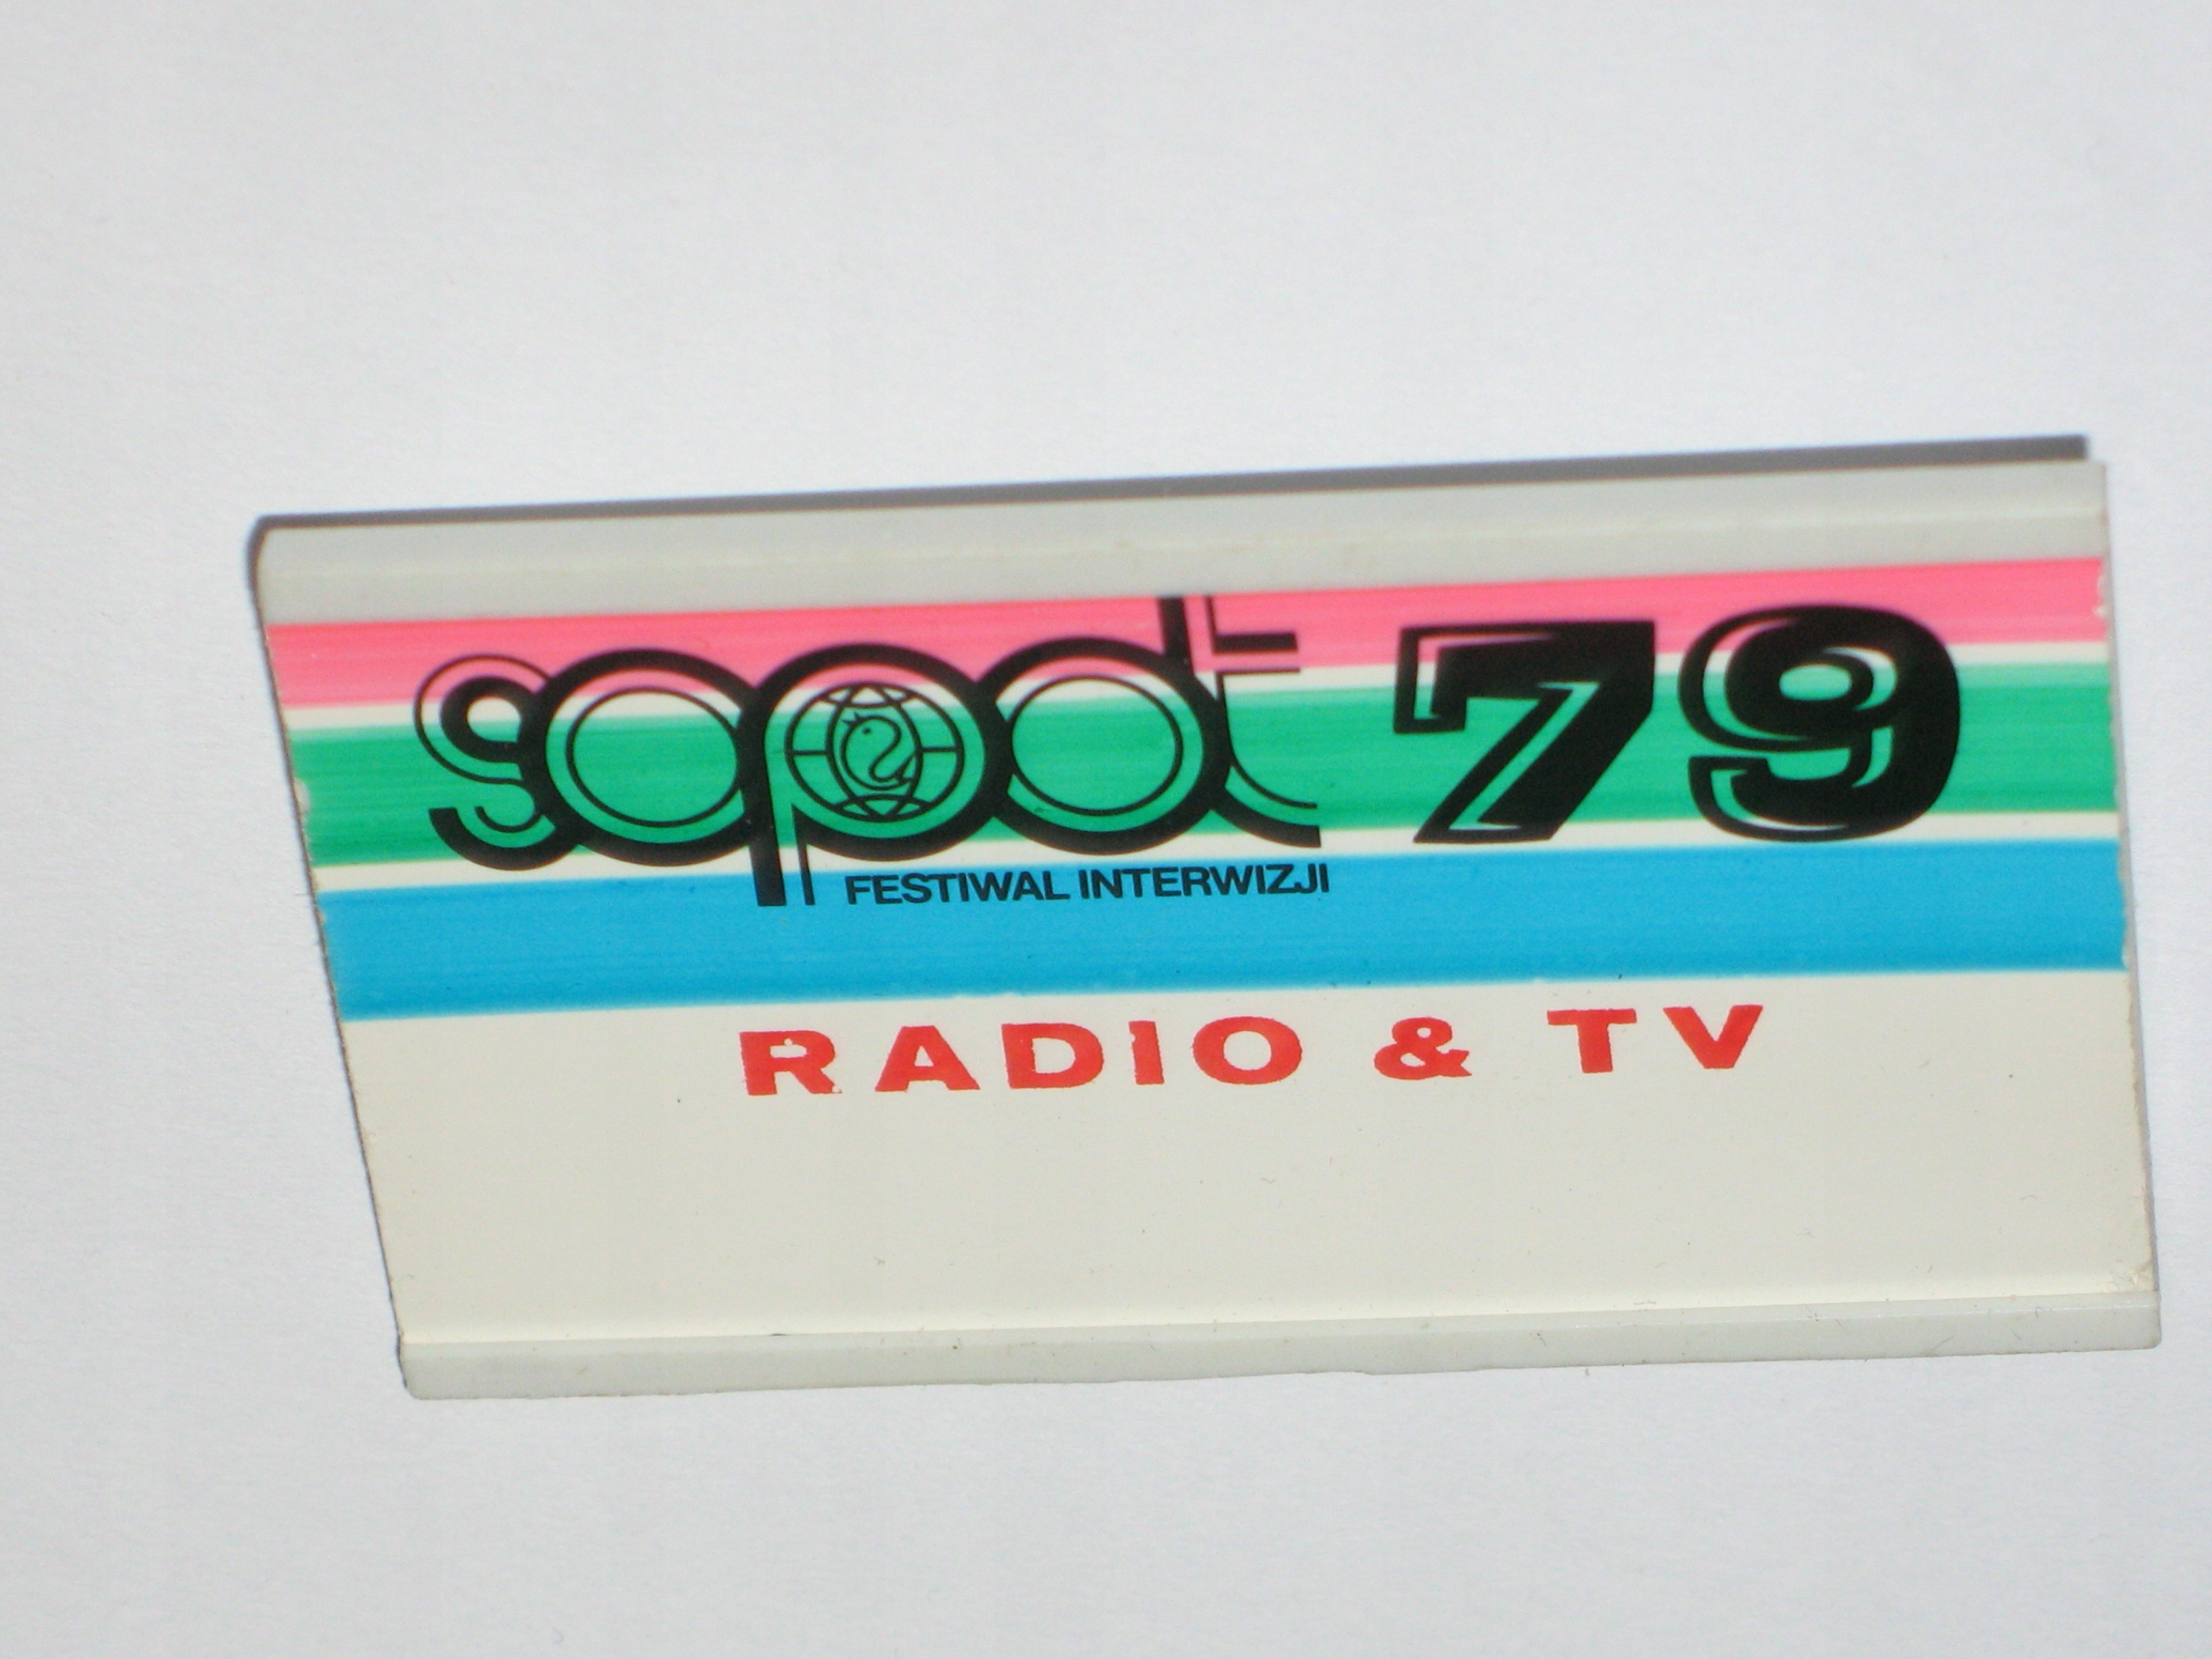 sopot 79
FESTIWAL INTERWIZJI
RADIO & TV